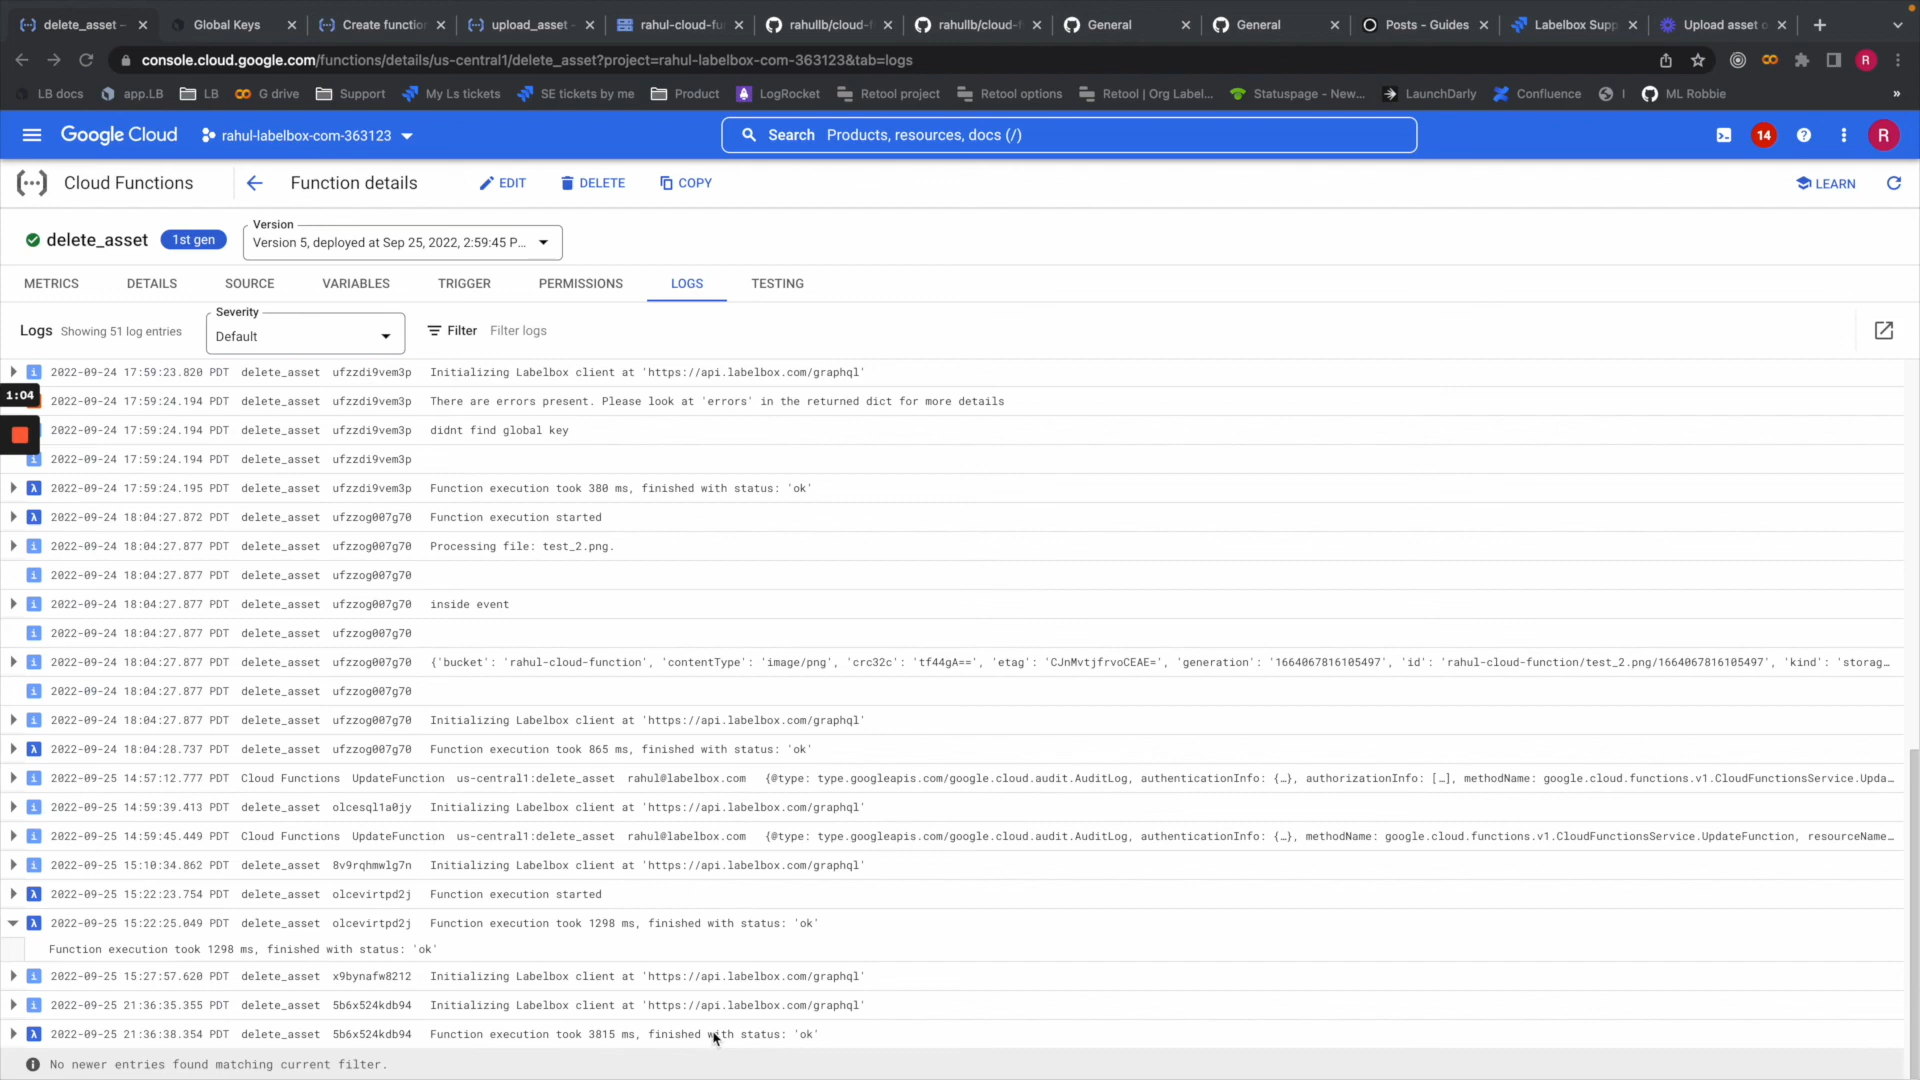 delete_asset –
Global Keys
Create functio
upload_asset –
rahul-cloud-fu
rahullb/cloud-f
rahullb/cloud-f
General
General
Posts - Guides
Labelbox Supp
Upload asset o
console.cloud.google.com/functions/details/us-central1/delete_asset?project=rahul-labelbox-com-363123&tab=logs
R
LB docs
app.LB
LB
G drive
Support
My Ls tickets
SE tickets by me
Product
LogRocket
Retool project
Retool options
Retool | Org Label...
Statuspage - New...
LaunchDarly
Confluence
I
ML Robbie
»
Google Cloud
rahul-labelbox-com-363123
Search Products, resources, docs (/)
14
R
Cloud Functions
Function details
EDIT
DELETE
COPY
LEARN
delete_asset
1st gen
Version
Version 5, deployed at Sep 25, 2022, 2:59:45 P...
METRICS
DETAILS
SOURCE
VARIABLES
TRIGGER
PERMISSIONS
LOGS
TESTING
Logs Showing 51 log entries
Severity
Default
Filter Filter logs
2022-09-24 17:59:23.820 PDT delete_asset ufzzdi9vem3p Initializing Labelbox client at 'https://api.labelbox.com/graphql'
1:04
2022-09-24 17:59:24.194 PDT delete_asset ufzzdi9vem3p There are errors present. Please look at 'errors' in the returned dict for more details
2022-09-24 17:59:24.194 PDT delete_asset ufzzdi9vem3p didnt find global key
2022-09-24 17:59:24.194 PDT delete_asset ufzzdi9vem3p
2022-09-24 17:59:24.195 PDT delete_asset ufzzdi9vem3p Function execution took 380 ms, finished with status: 'ok'
2022-09-24 18:04:27.872 PDT delete_asset ufzzog007g70 Function execution started
2022-09-24 18:04:27.877 PDT delete_asset ufzzog007g70 Processing file: test_2.png.
2022-09-24 18:04:27.877 PDT delete_asset ufzzog007g70
2022-09-24 18:04:27.877 PDT delete_asset ufzzog007g70 inside event
2022-09-24 18:04:27.877 PDT delete_asset ufzzog007g70
2022-09-24 18:04:27.877 PDT delete_asset ufzzog007g70 {'bucket': 'rahul-cloud-function', 'contentType': 'image/png', 'crc32c': 'tf44gA==', 'etag': 'CJnMvtjfrvoCEAE=', 'generation': '1664067816105497', 'id': 'rahul-cloud-function/test_2.png/1664067816105497', 'kind': 'storag…
2022-09-24 18:04:27.877 PDT delete_asset ufzzog007g70
2022-09-24 18:04:27.877 PDT delete_asset ufzzog007g70 Initializing Labelbox client at 'https://api.labelbox.com/graphql'
2022-09-24 18:04:28.737 PDT delete_asset ufzzog007g70 Function execution took 865 ms, finished with status: 'ok'
2022-09-25 14:57:12.777 PDT Cloud Functions UpdateFunction us-central1:delete_asset rahul@labelbox.com {@type: type.googleapis.com/google.cloud.audit.AuditLog, authenticationInfo: {…}, authorizationInfo: […], methodName: google.cloud.functions.v1.CloudFunctionsService.Upda…
2022-09-25 14:59:39.413 PDT delete_asset olcesql1a0jy Initializing Labelbox client at 'https://api.labelbox.com/graphql'
2022-09-25 14:59:45.449 PDT Cloud Functions UpdateFunction us-central1:delete_asset rahul@labelbox.com {@type: type.googleapis.com/google.cloud.audit.AuditLog, authenticationInfo: {…}, methodName: google.cloud.functions.v1.CloudFunctionsService.UpdateFunction, resourceName…
2022-09-25 15:10:34.862 PDT delete_asset 8v9rqhmwlg7n Initializing Labelbox client at 'https://api.labelbox.com/graphql'
2022-09-25 15:22:23.754 PDT delete_asset olcevirtpd2j Function execution started
2022-09-25 15:22:25.049 PDT delete_asset olcevirtpd2j Function execution took 1298 ms, finished with status: 'ok'
Function execution took 1298 ms, finished with status: 'ok'
2022-09-25 15:27:57.620 PDT delete_asset x9bynafw8212 Initializing Labelbox client at 'https://api.labelbox.com/graphql'
2022-09-25 21:36:35.355 PDT delete_asset 5b6x524kdb94 Initializing Labelbox client at 'https://api.labelbox.com/graphql'
2022-09-25 21:36:38.354 PDT delete_asset 5b6x524kdb94 Function execution took 3815 ms, finished with status: 'ok'
No newer entries found matching current filter.